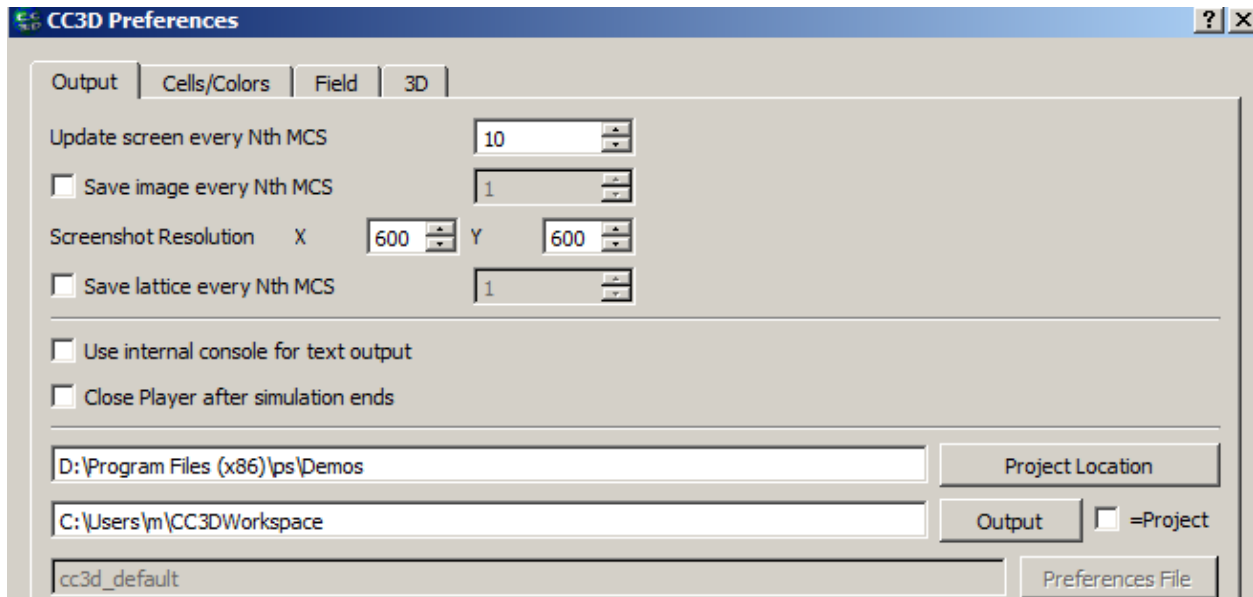 CC3D Preferences
Output Cells/Colors Field 3D
Update screen every Nth MCS 10
Save image every Nth MCS 1
Screenshot Resolution X 600 Y 600
Save lattice every Nth MCS 1
Use internal console for text output
Close Player after simulation ends
D:\Program Files (x86)\ps\Demos Project Location
C:\Users\m\CC3DWorkspace Output =Project
cc3d_default Preferences File